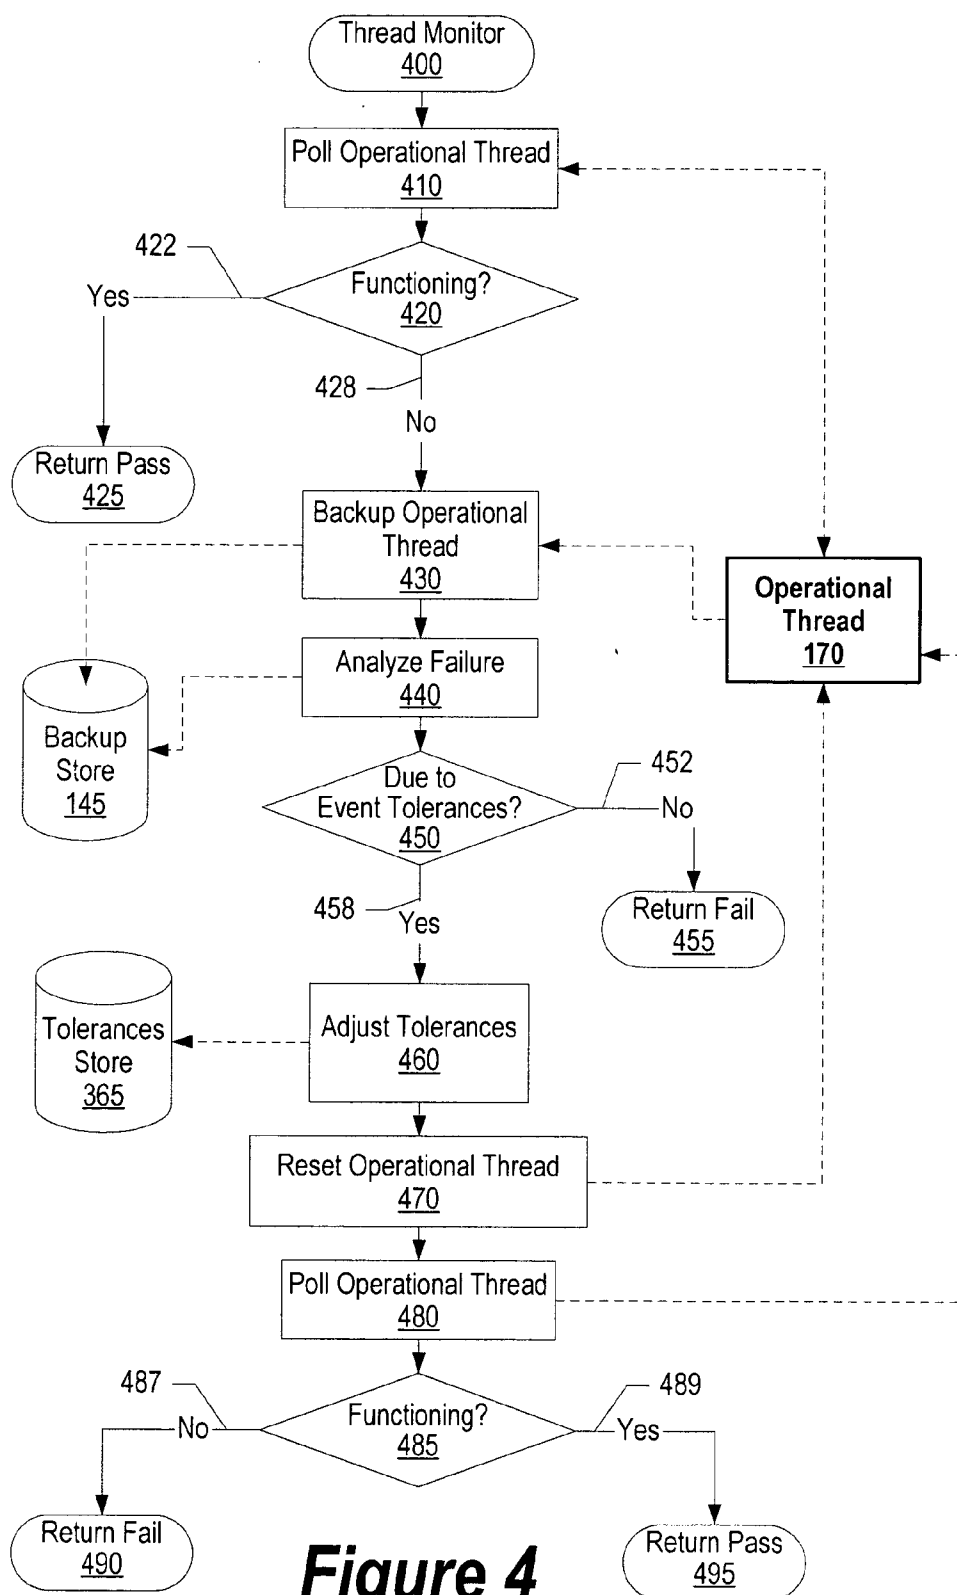 Thread Monitor
400
Poll Operational Thread
410
422
Functioning?
420
Yes
428
No
Return Pass
425
Backup Operational
Thread
430
Operational
Thread
170
Analyze Failure
440
Backup
Store
145
Due to
Event Tolerances?
450
452
No
458
Yes
Return Fail
455
Tolerances
Store
365
Adjust Tolerances
460
Reset Operational Thread
470
Poll Operational Thread
480
487
489
Functioning?
485
No
Yes
Return Fail
490
Return Pass
495
Figure 4